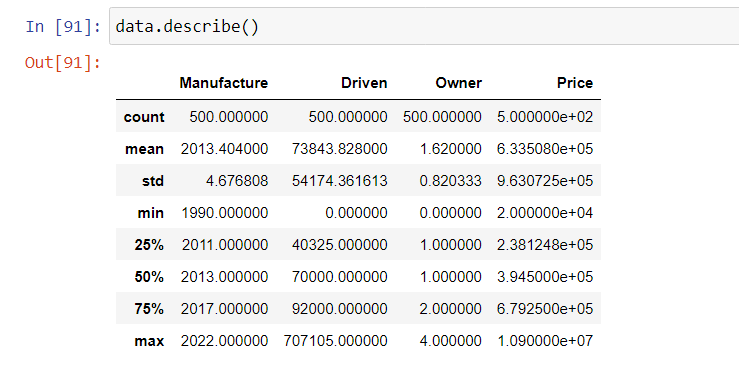 In [91]: data.describe()
Out[91]:
Manufacture Driven Owner Price
count 500.000000 500.000000 500.000000 5.000000e+02
mean 2013.404000 73843.828000 1.620000 6.335080e+05
std 4.676808 54174.361613 0.820333 9.630725e+05
min 1990.000000 0.000000 0.000000 2.000000e+04
25% 2011.000000 40325.000000 1.000000 2.381248e+05
50% 2013.000000 70000.000000 1.000000 3.945000e+05
75% 2017.000000 92000.000000 2.000000 6.792500e+05
max 2022.000000 707105.000000 4.000000 1.090000e+07